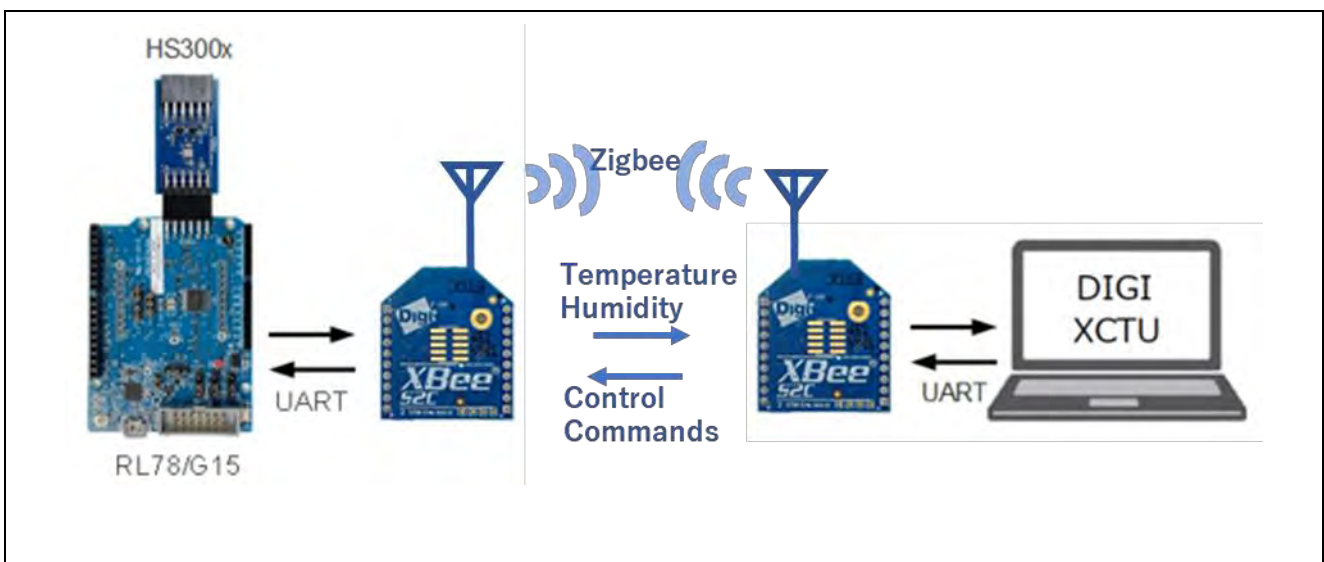 HS300x
Zigbee
Temperature
Humidity
Control
Commands
UART
RL78/G15
Digi
XBee
S2C
Digi
XBee
S2C
UART
DIGI
XCTU